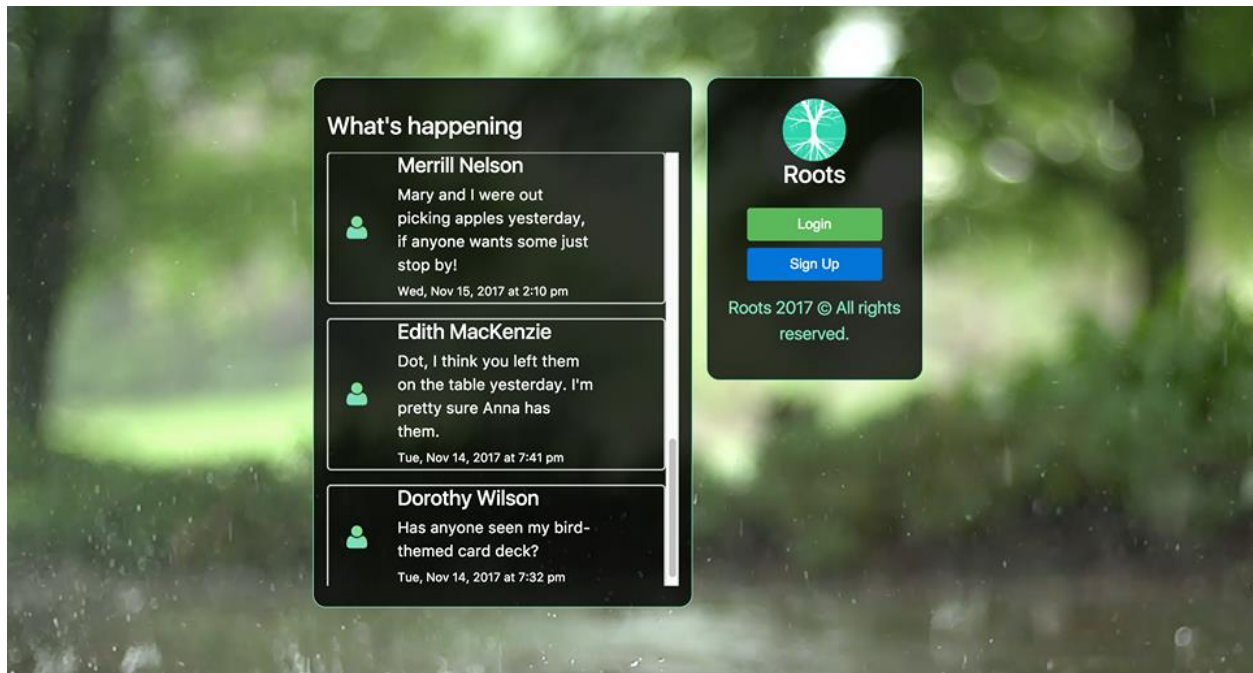 What's happening
Merrill Nelson
Mary and I were out
picking apples yesterday,
if anyone wants some just
stop by!
Wed, Nov 15, 2017 at 2:10 pm
Edith MacKenzie
Dot, I think you left them
on the table yesterday. I'm
pretty sure Anna has
them.
Tue, Nov 14, 2017 at 7:41 pm
Dorothy Wilson
Has anyone seen my bird-
themed card deck?
Tue, Nov 14, 2017 at 7:32 pm
Roots
Login
Sign Up
Roots 2017 © All rights
reserved.